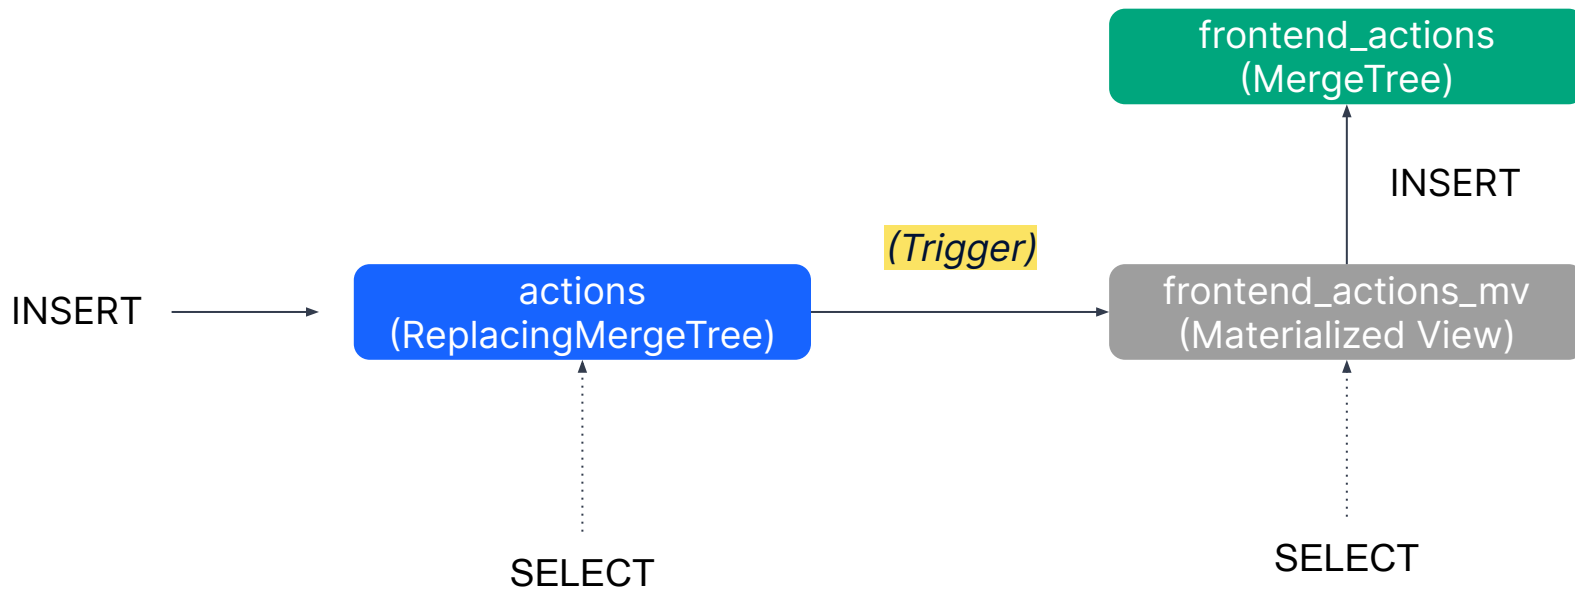 frontend_actions
(MergeTree)
INSERT
(Trigger)
INSERT
actions
(ReplacingMergeTree)
frontend_actions_mv
(Materialized View)
SELECT
SELECT